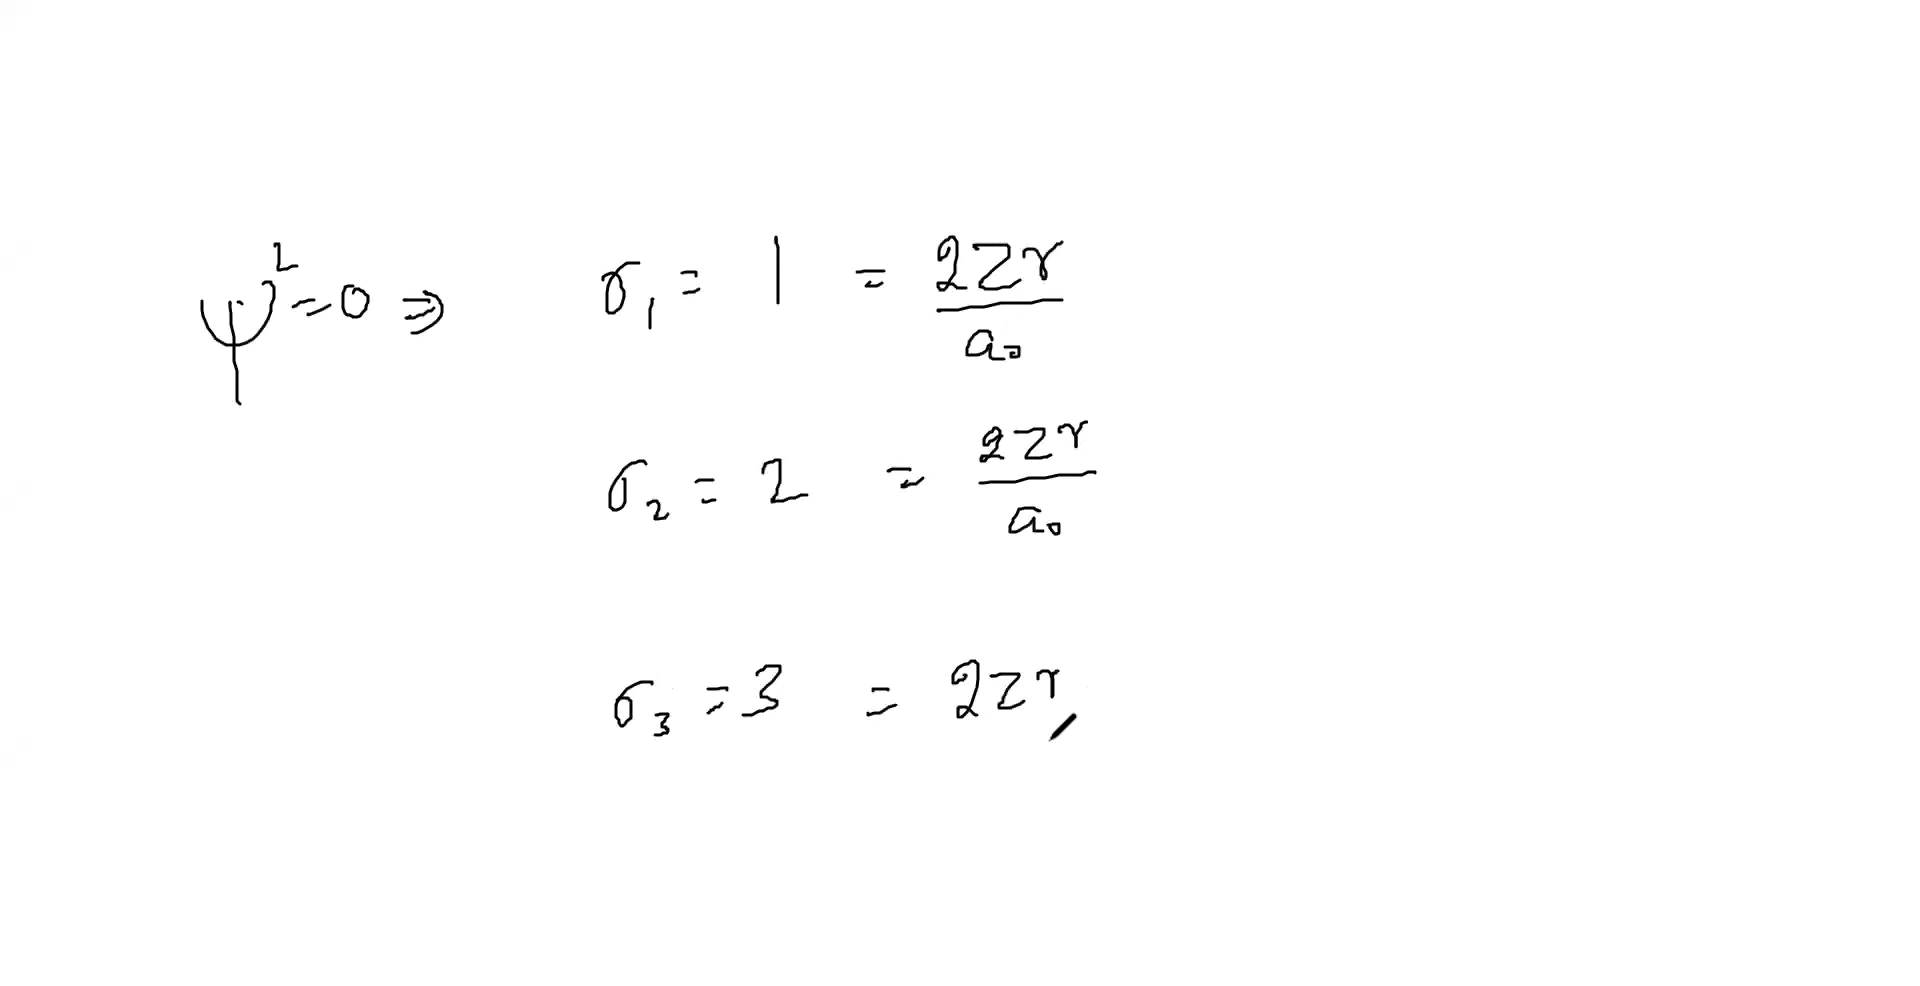 ψ² = 0 ⇒ σ₁ = 1 = 2Zr/a₀
σ₂ = 2 = 2Zr/a₀
σ₃ = 3 = 2Zr